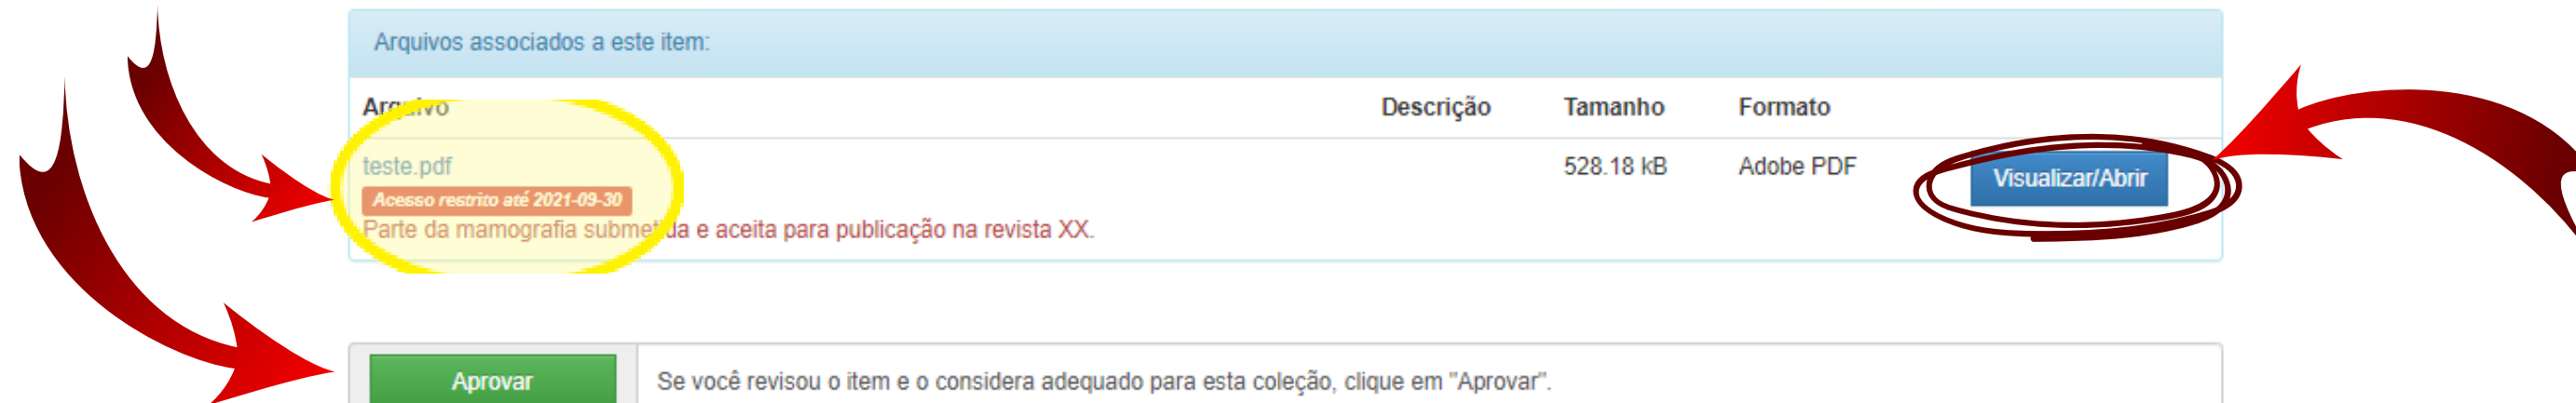 Arquivos associados a este item:
Arquivo Descrição Tamanho Formato
teste.pdf 528.18 kB Adobe PDF Visualizar/Abrir
Acesso restrito até 2021-09-30
Parte da mamografia submetida e aceita para publicação na revista XX.
Aprovar Se você revisou o item e o considera adequado para esta coleção, clique em "Aprovar".